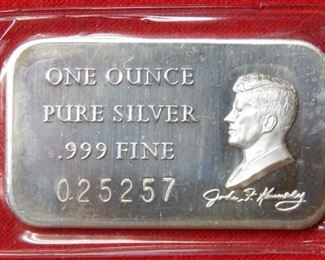 ONE OUNCE
PURE SILVER
.999 FINE
025257
John F. Kennedy